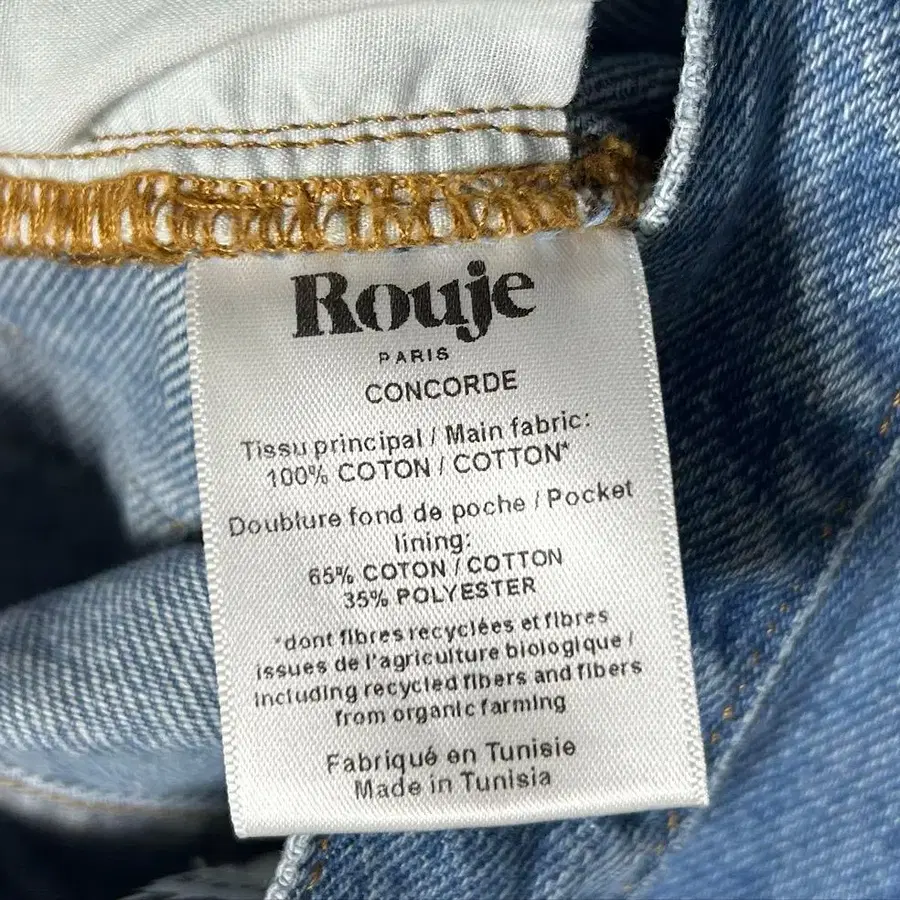 Rouje
PARIS
CONCORDE
Tissu principal / Main fabric:
100% COTON / COTTON*
Doublure fond de poche / Pocket
lining:
65% COTON / COTTON
35% POLYESTER
*dont fibres recyclées et fibres
issues de l'agriculture biologique /
including recycled fibers and fibers
from organic farming
Fabriqué en Tunisie
Made in Tunisia